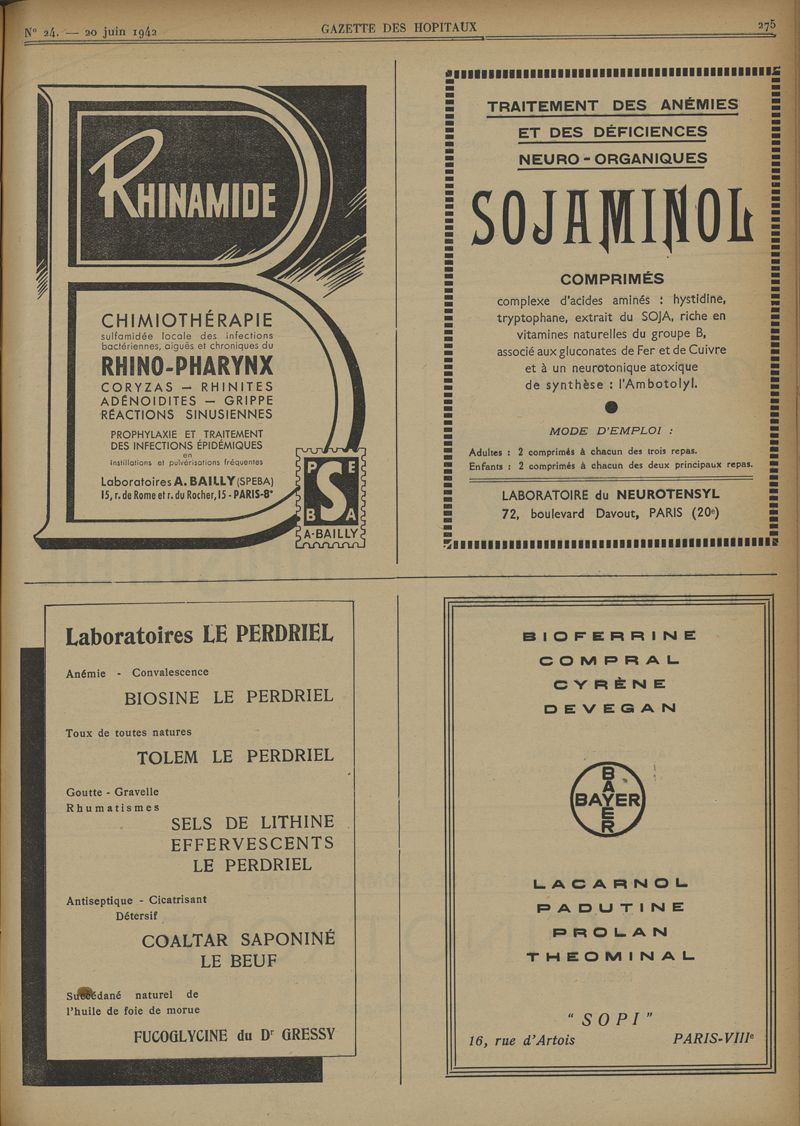 N° 24. — 20 juin 1942
GAZETTE DES HOPITAUX
275
RHINAMIDE
CHIMIOTHÉRAPIE
sulfamidée locale des infections
bactériennes, aiguës et chroniques du
RHINO-PHARYNX
CORYZAS — RHINITES
ADÉNOIDITES — GRIPPE
RÉACTIONS SINUSIENNES
PROPHYLAXIE ET TRAITEMENT
DES INFECTIONS ÉPIDÉMIQUES
en
instillations et pulvérisations fréquentes
Laboratoires A. BAILLY (SPEBA)
15, r. de Rome et r. du Rocher, 15 - PARIS-8e
P E
S
B A
A-BAILLY
TRAITEMENT DES ANÉMIES
ET DES DÉFICIENCES
NEURO-ORGANIQUES
SOJAMINOL
COMPRIMÉS
complexe d'acides aminés : hystidine,
tryptophane, extrait du SOJA, riche en
vitamines naturelles du groupe B,
associé aux gluconates de Fer et de Cuivre
et à un neurotonique atoxique
de synthèse : l'Ambotolyl.
MODE D'EMPLOI :
Adultes : 2 comprimés à chacun des trois repas.
Enfants : 2 comprimés à chacun des deux principaux repas.
LABORATOIRE du NEUROTENSYL
72, boulevard Davout, PARIS (20e)
Laboratoires LE PERDRIEL
Anémie - Convalescence
BIOSINE LE PERDRIEL
Toux de toutes natures
TOLEM LE PERDRIEL
Goutte - Gravelle
Rhumatismes
SELS DE LITHINE
EFFERVESCENTS
LE PERDRIEL
Antiseptique - Cicatrisant
Détersif
COALTAR SAPONINÉ
LE BEUF
Succédané naturel de
l'huile de foie de morue
FUCOGLYCINE du Dr GRESSY
BIOFERRINE
COMPRAL
CYRÈNE
DEVEGAN
BAYER
BAYER
LACARNOL
PADUTINE
PROLAN
THEOMINAL
"SOPI"
16, rue d'Artois PARIS-VIIIe